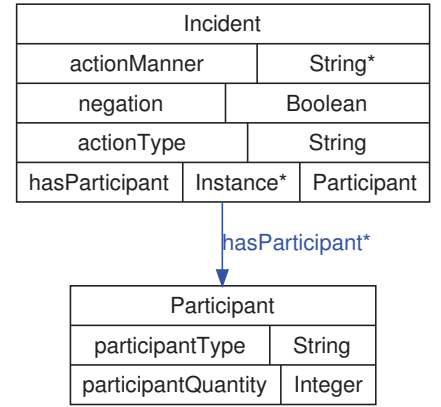 Incident
actionManner String*
negation Boolean
actionType String
hasParticipant Instance* Participant
hasParticipant*
Participant
participantType String
participantQuantity Integer